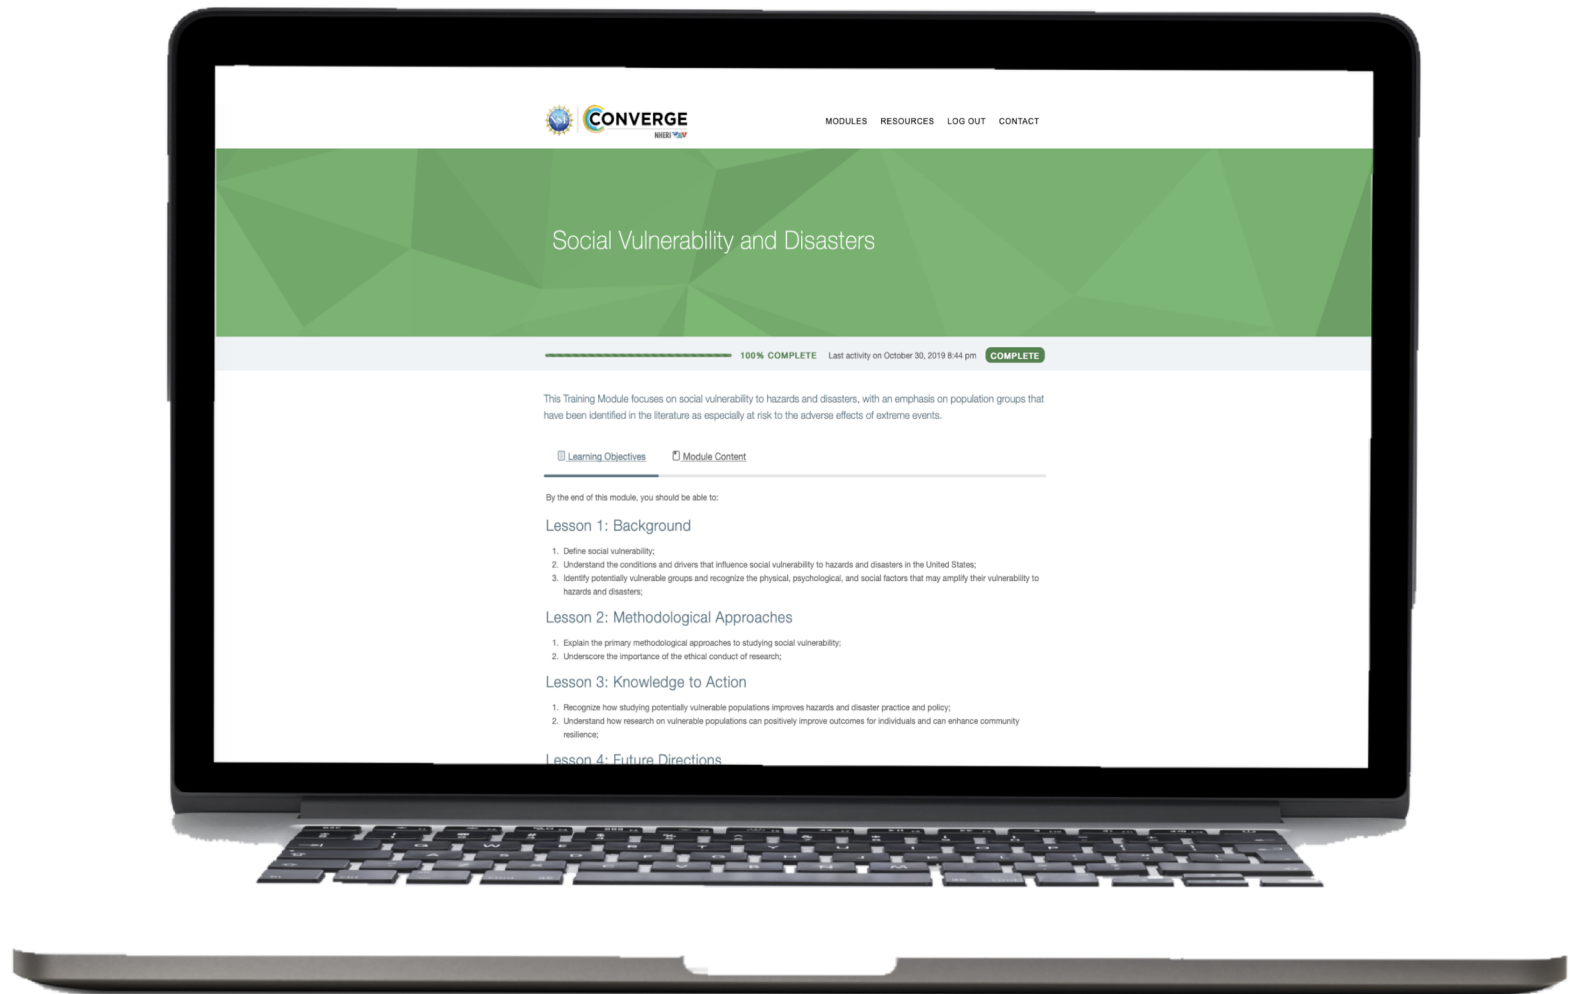 NSF
CONVERGE
NHERI
MODULES RESOURCES LOG OUT CONTACT
Social Vulnerability and Disasters
100% COMPLETE Last activity on October 30, 2019 8:44 pm COMPLETE
This Training Module focuses on social vulnerability to hazards and disasters, with an emphasis on population groups that
have been identified in the literature as especially at risk to the adverse effects of extreme events.
Learning Objectives Module Content
By the end of this module, you should be able to:
Lesson 1: Background
1. Define social vulnerability;
2. Understand the conditions and drivers that influence social vulnerability to hazards and disasters in the United States;
3. Identify potentially vulnerable groups and recognize the physical, psychological, and social factors that may amplify their vulnerability to
hazards and disasters;
Lesson 2: Methodological Approaches
1. Explain the primary methodological approaches to studying social vulnerability;
2. Underscore the importance of the ethical conduct of research;
Lesson 3: Knowledge to Action
1. Recognize how studying potentially vulnerable populations improves hazards and disaster practice and policy;
2. Understand how research on vulnerable populations can positively improve outcomes for individuals and can enhance community
resilience;
Lesson 4: Future Directions